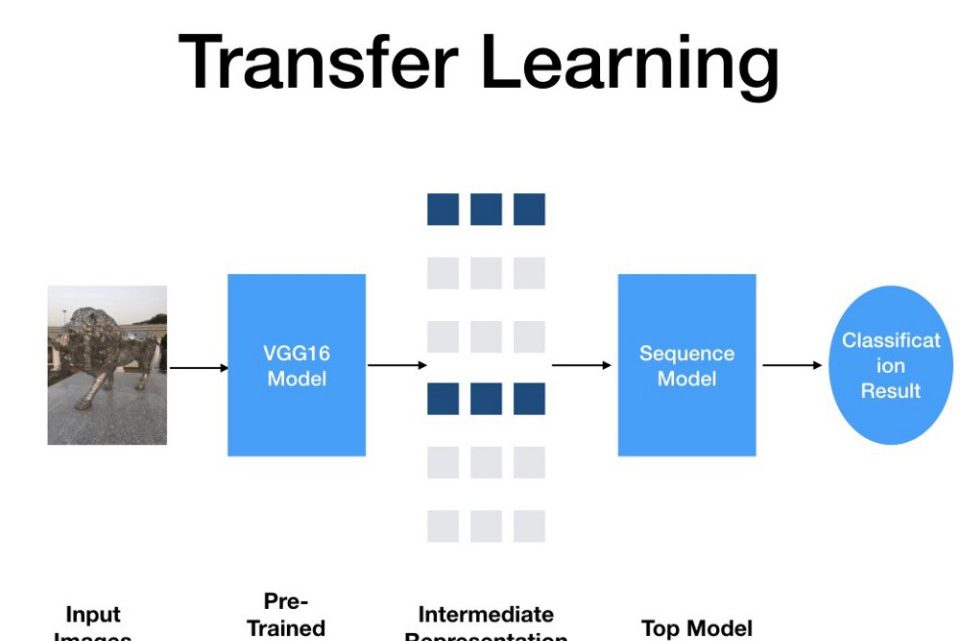 Transfer Learning
VGG16
Model
Sequence
Model
Classificat
ion
Result
Input
Images
Pre-
Trained
Intermediate
Representation
Top Model